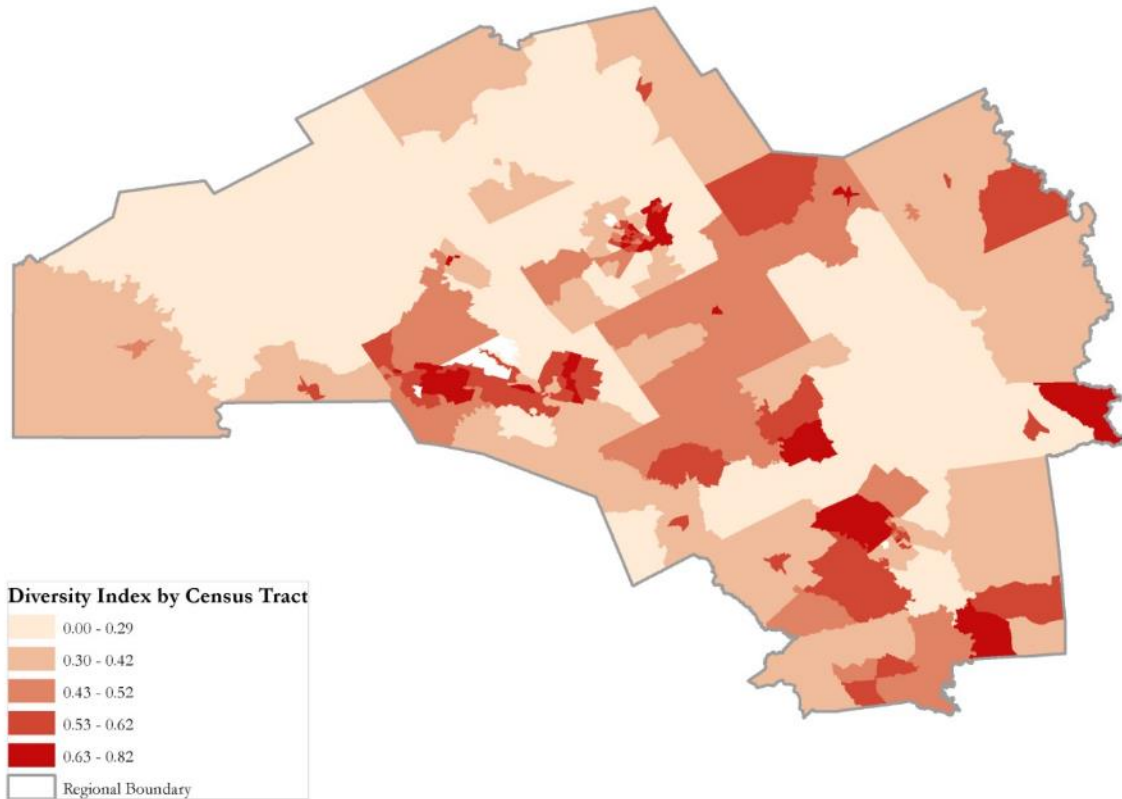 Diversity Index by Census Tract
0.00 - 0.29
0.30 - 0.42
0.43 - 0.52
0.53 - 0.62
0.63 - 0.82
Regional Boundary